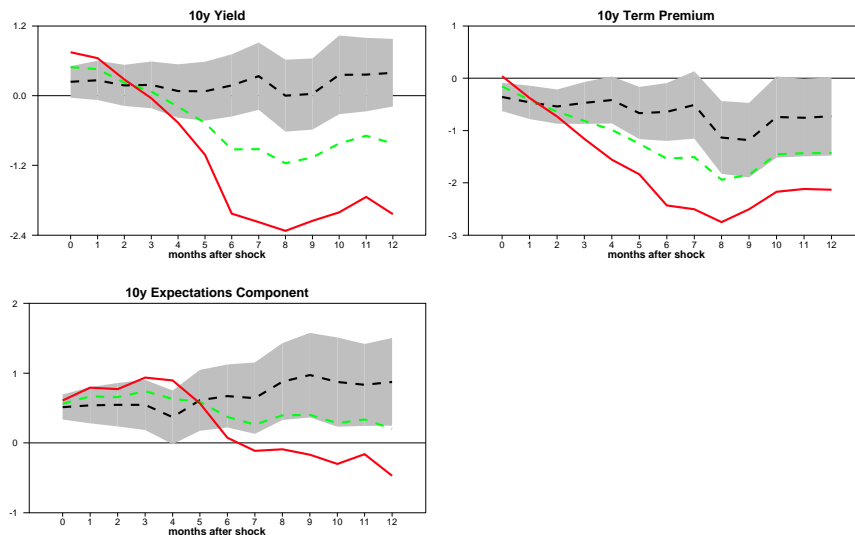 10y Yield
1.2
0.0
-1.2
-2.4
0 1 2 3 4 5 6 7 8 9 10 11 12
months after shock
10y Term Premium
1
0
-1
-2
-3
0 1 2 3 4 5 6 7 8 9 10 11 12
months after shock
10y Expectations Component
2
1
0
-1
0 1 2 3 4 5 6 7 8 9 10 11 12
months after shock